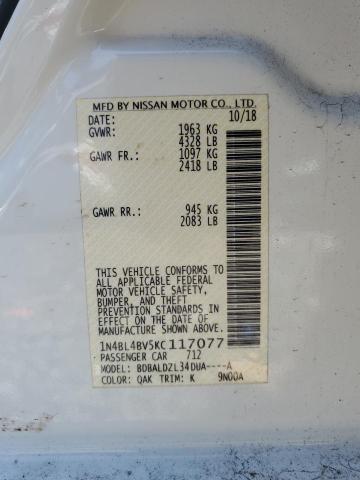 MFD BY NISSAN MOTOR CO., LTD.
DATE: 10/18
GVWR: 1963 KG
4328 LB
GAWR FR.: 1097 KG
2418 LB
GAWR RR.: 945 KG
2083 LB
THIS VEHICLE CONFORMS TO
ALL APPLICABLE FEDERAL
MOTOR VEHICLE SAFETY,
BUMPER, AND THEFT
PREVENTION STANDARDS IN
EFFECT ON THE DATE OF
MANUFACTURE SHOWN ABOVE.
1N4BL4BV5KC117077
PASSENGER CAR 712
MODEL: BDBALDZL34DUA----A
COLOR: QAK TRIM: K 9N00A